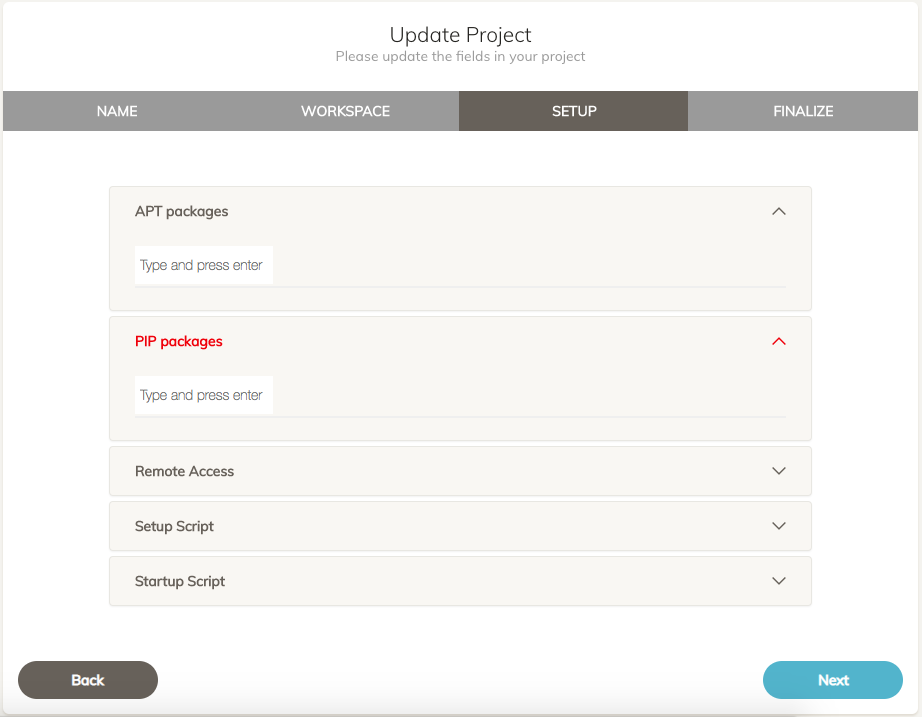 Update Project
Please update the fields in your project
NAME WORKSPACE SETUP FINALIZE
APT packages
Type and press enter
PIP packages
Type and press enter
Remote Access
Setup Script
Startup Script
Back Next